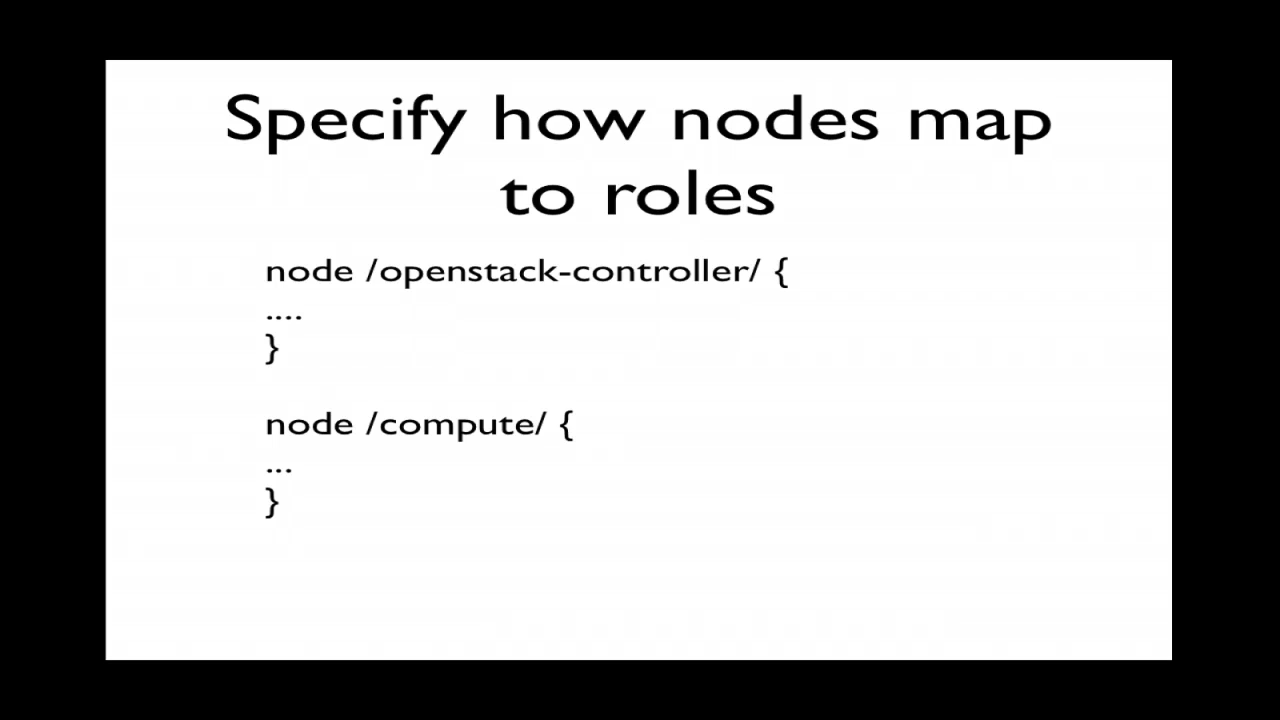 Specify how nodes map
to roles
node /openstack-controller/ {
....
}
node /compute/ {
...
}